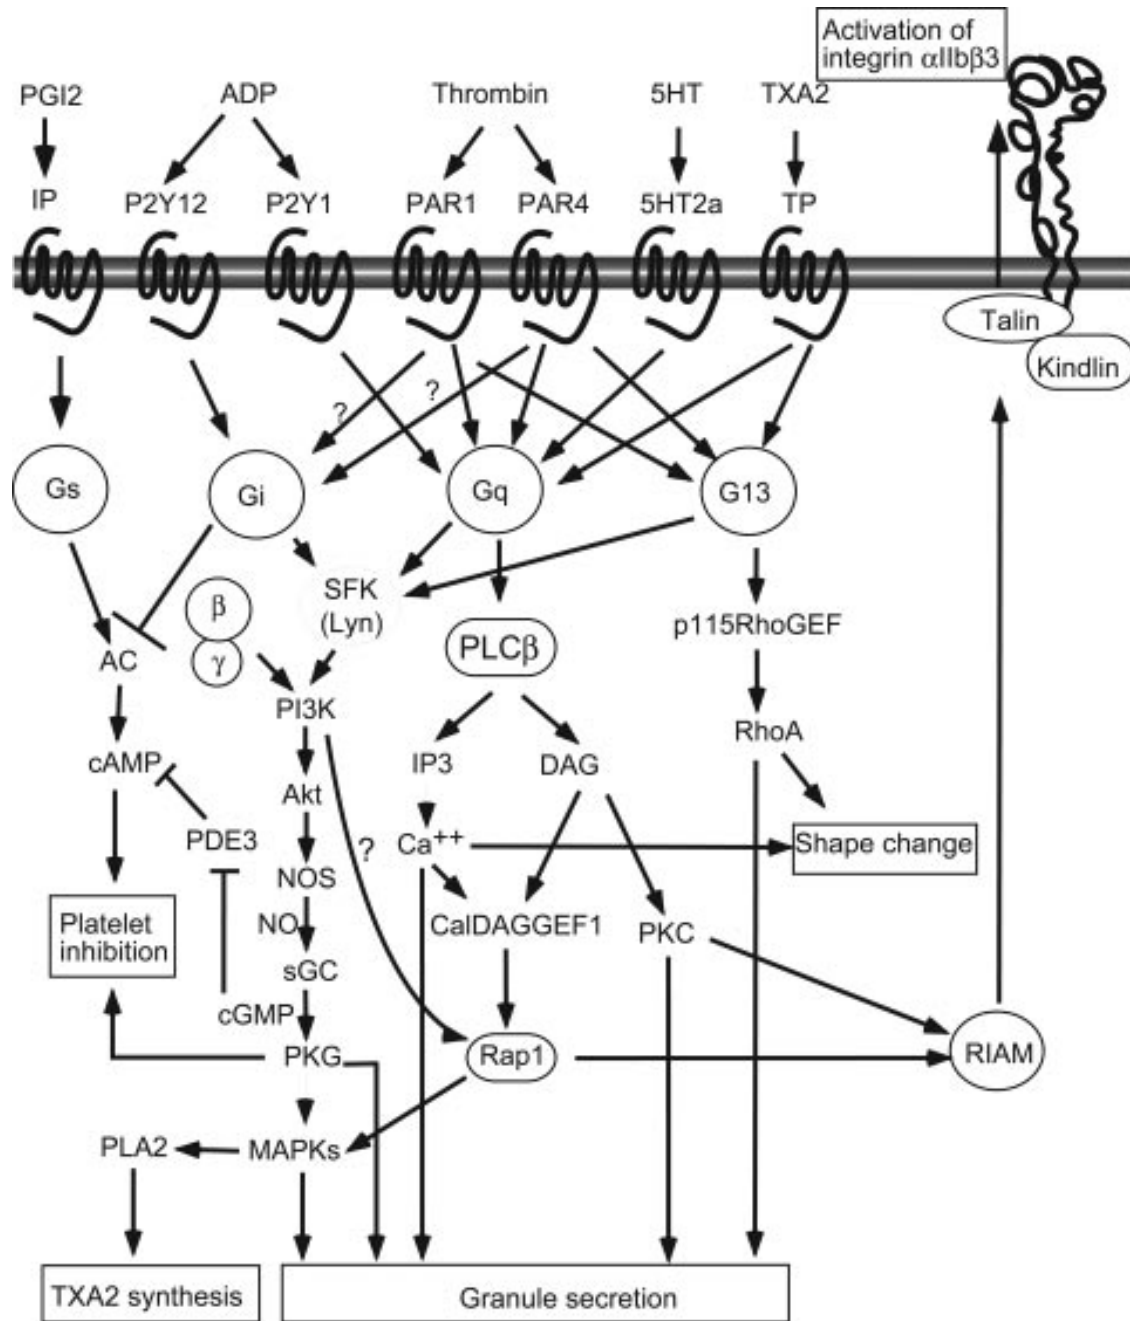 Activation of
integrin αIIbβ3
PGI2
ADP
Thrombin
5HT
TXA2
IP
P2Y12
P2Y1
PAR1
PAR4
5HT2a
TP
Talin
Kindlin
?
?
Gs
Gi
Gq
G13
β
γ
SFK
(Lyn)
PLCβ
p115RhoGEF
AC
PI3K
RhoA
cAMP
IP3
DAG
Akt
PDE3
?
Ca++
Shape change
NOS
Platelet
inhibition
NO
CalDAGGEF1
PKC
sGC
cGMP
PKG
Rap1
RIAM
PLA2
MAPKs
TXA2 synthesis
Granule secretion